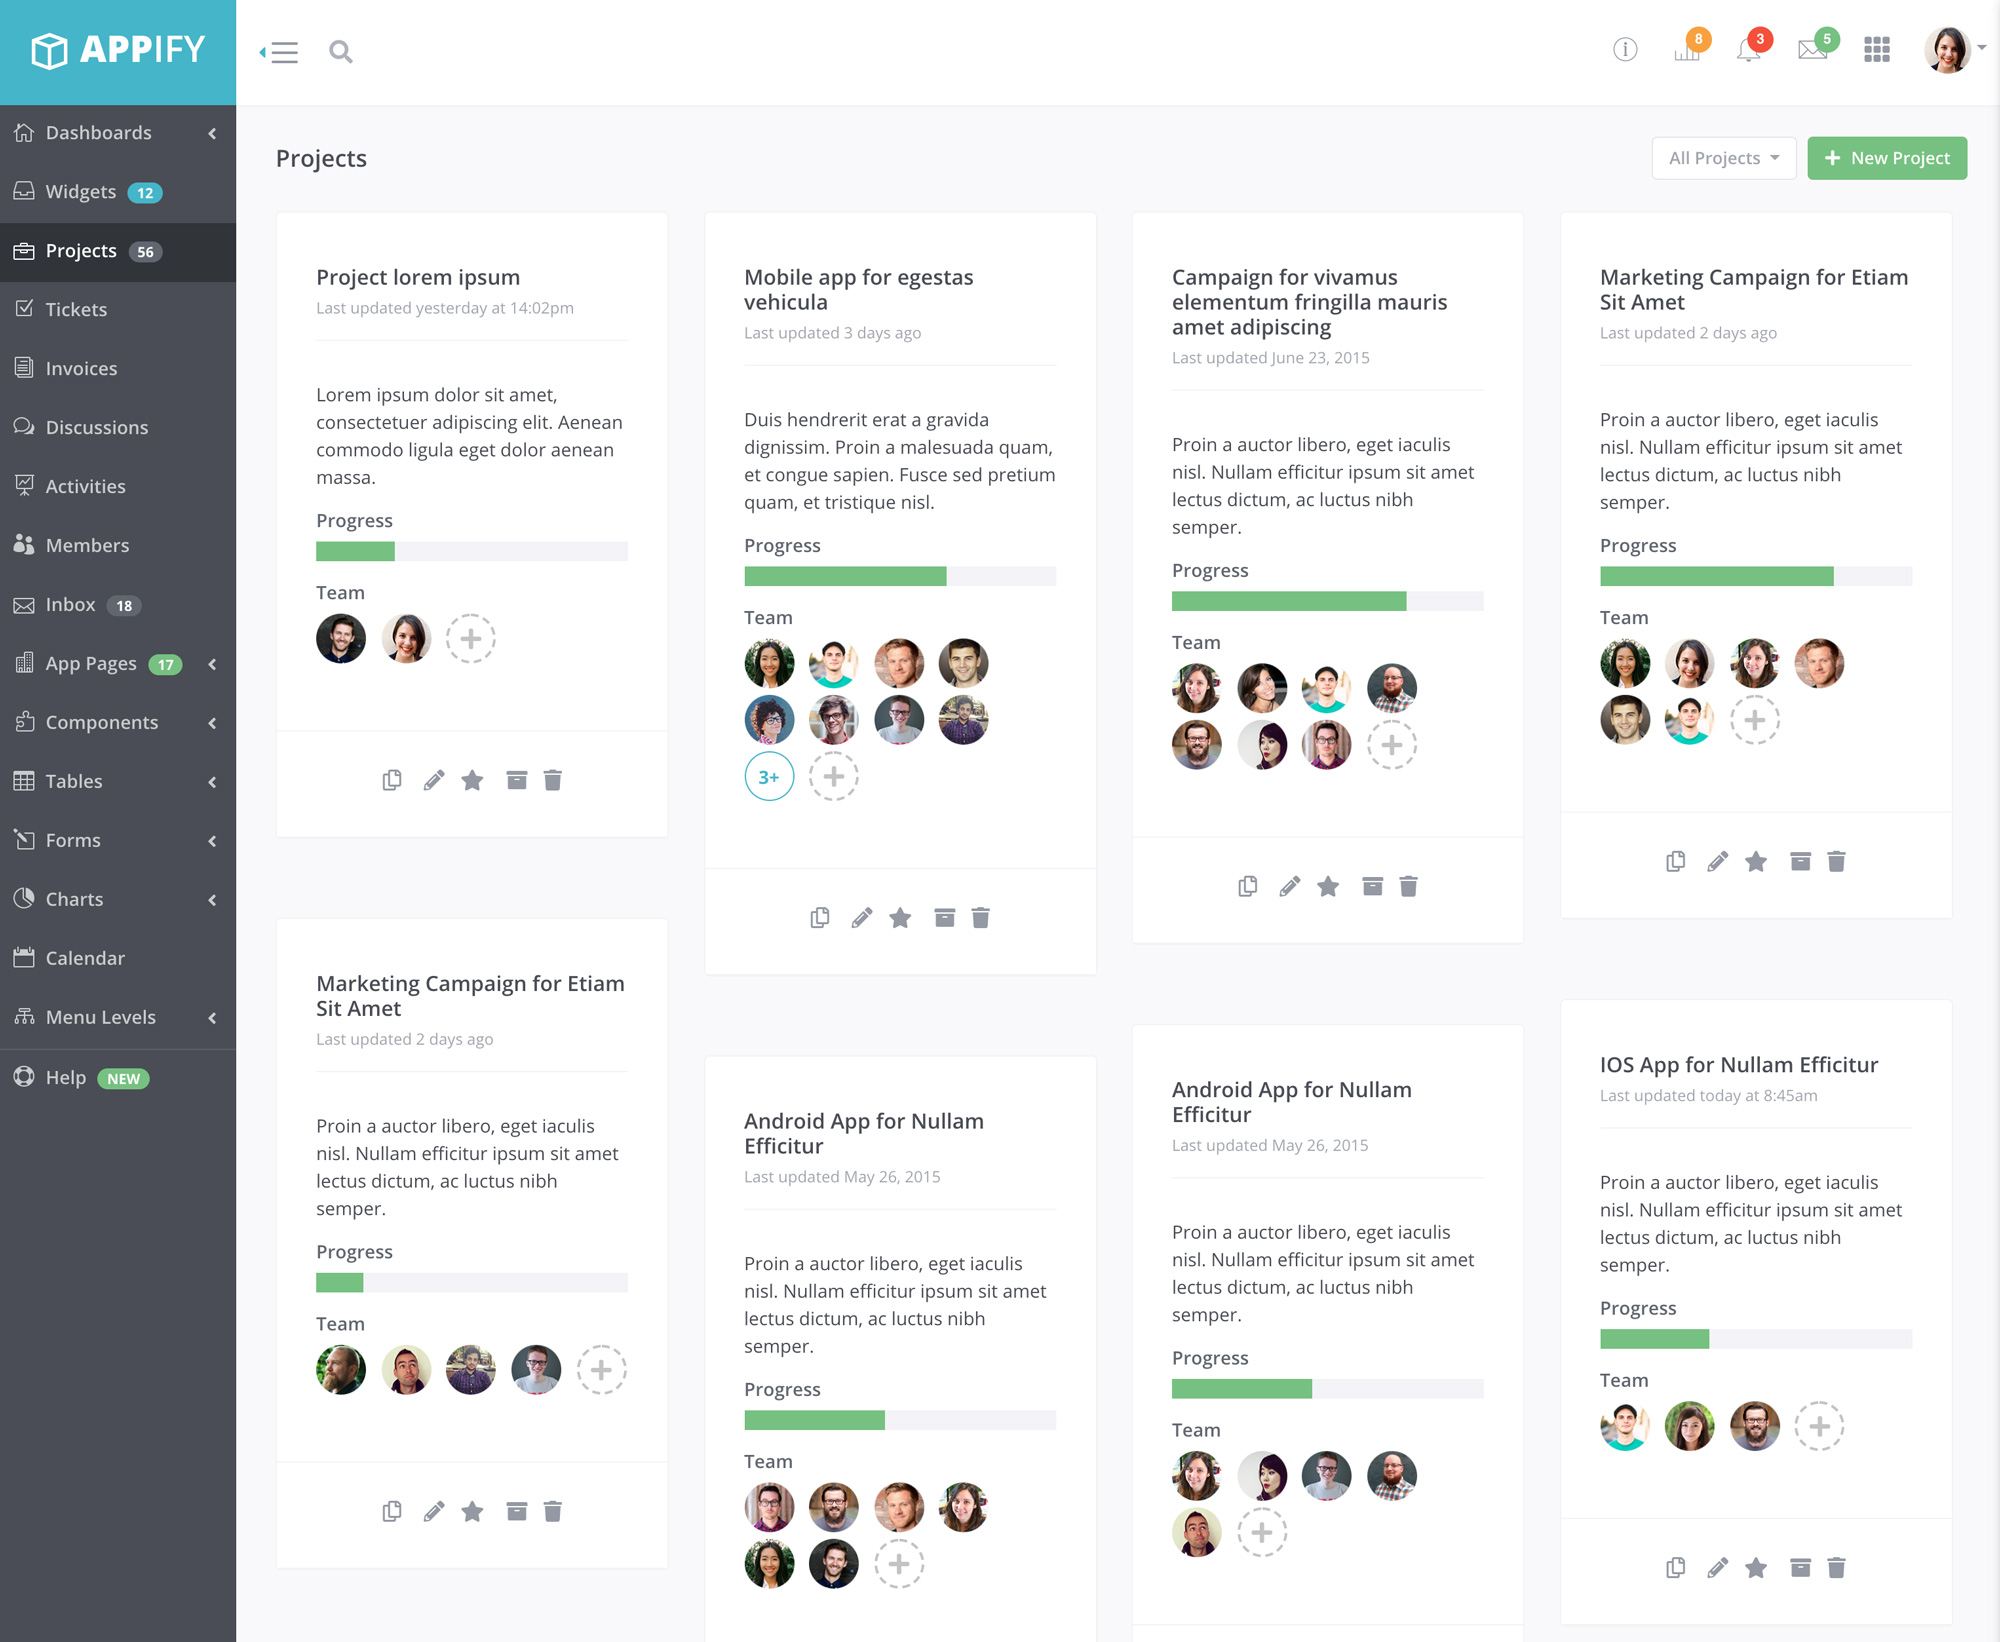 APPIFY
8
3
5
Dashboards
Widgets 12
Projects 56
Tickets
Invoices
Discussions
Activities
Members
Inbox 18
App Pages 17
Components
Tables
Forms
Charts
Calendar
Menu Levels
Help NEW
Projects
All Projects
New Project
Project lorem ipsum
Last updated yesterday at 14:02pm
Lorem ipsum dolor sit amet,
consectetuer adipiscing elit. Aenean
commodo ligula eget dolor aenean
massa.
Progress
Team
Mobile app for egestas
vehicula
Last updated 3 days ago
Duis hendrerit erat a gravida
dignissim. Proin a malesuada quam,
et congue sapien. Fusce sed pretium
quam, et tristique nisl.
Progress
Team
3+
Campaign for vivamus
elementum fringilla mauris
amet adipiscing
Last updated June 23, 2015
Proin a auctor libero, eget iaculis
nisl. Nullam efficitur ipsum sit amet
lectus dictum, ac luctus nibh
semper.
Progress
Team
Marketing Campaign for Etiam
Sit Amet
Last updated 2 days ago
Proin a auctor libero, eget iaculis
nisl. Nullam efficitur ipsum sit amet
lectus dictum, ac luctus nibh
semper.
Progress
Team
Marketing Campaign for Etiam
Sit Amet
Last updated 2 days ago
Proin a auctor libero, eget iaculis
nisl. Nullam efficitur ipsum sit amet
lectus dictum, ac luctus nibh
semper.
Progress
Team
Android App for Nullam
Efficitur
Last updated May 26, 2015
Proin a auctor libero, eget iaculis
nisl. Nullam efficitur ipsum sit amet
lectus dictum, ac luctus nibh
semper.
Progress
Team
Android App for Nullam
Efficitur
Last updated May 26, 2015
Proin a auctor libero, eget iaculis
nisl. Nullam efficitur ipsum sit amet
lectus dictum, ac luctus nibh
semper.
Progress
Team
IOS App for Nullam Efficitur
Last updated today at 8:45am
Proin a auctor libero, eget iaculis
nisl. Nullam efficitur ipsum sit amet
lectus dictum, ac luctus nibh
semper.
Progress
Team